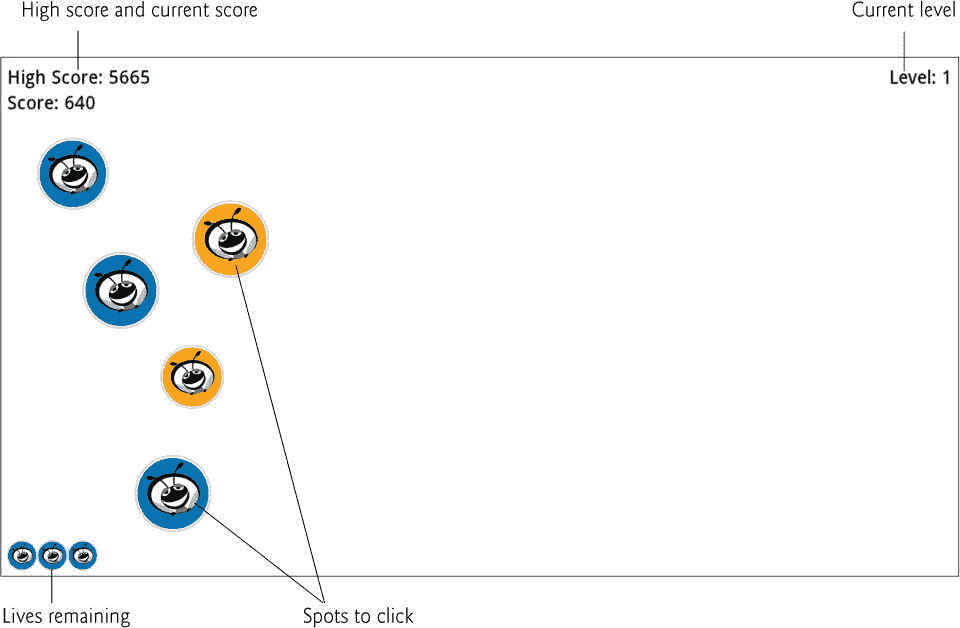 High score and current score
Current level
High Score: 5665
Level: 1
Score: 640
Lives remaining
Spots to click